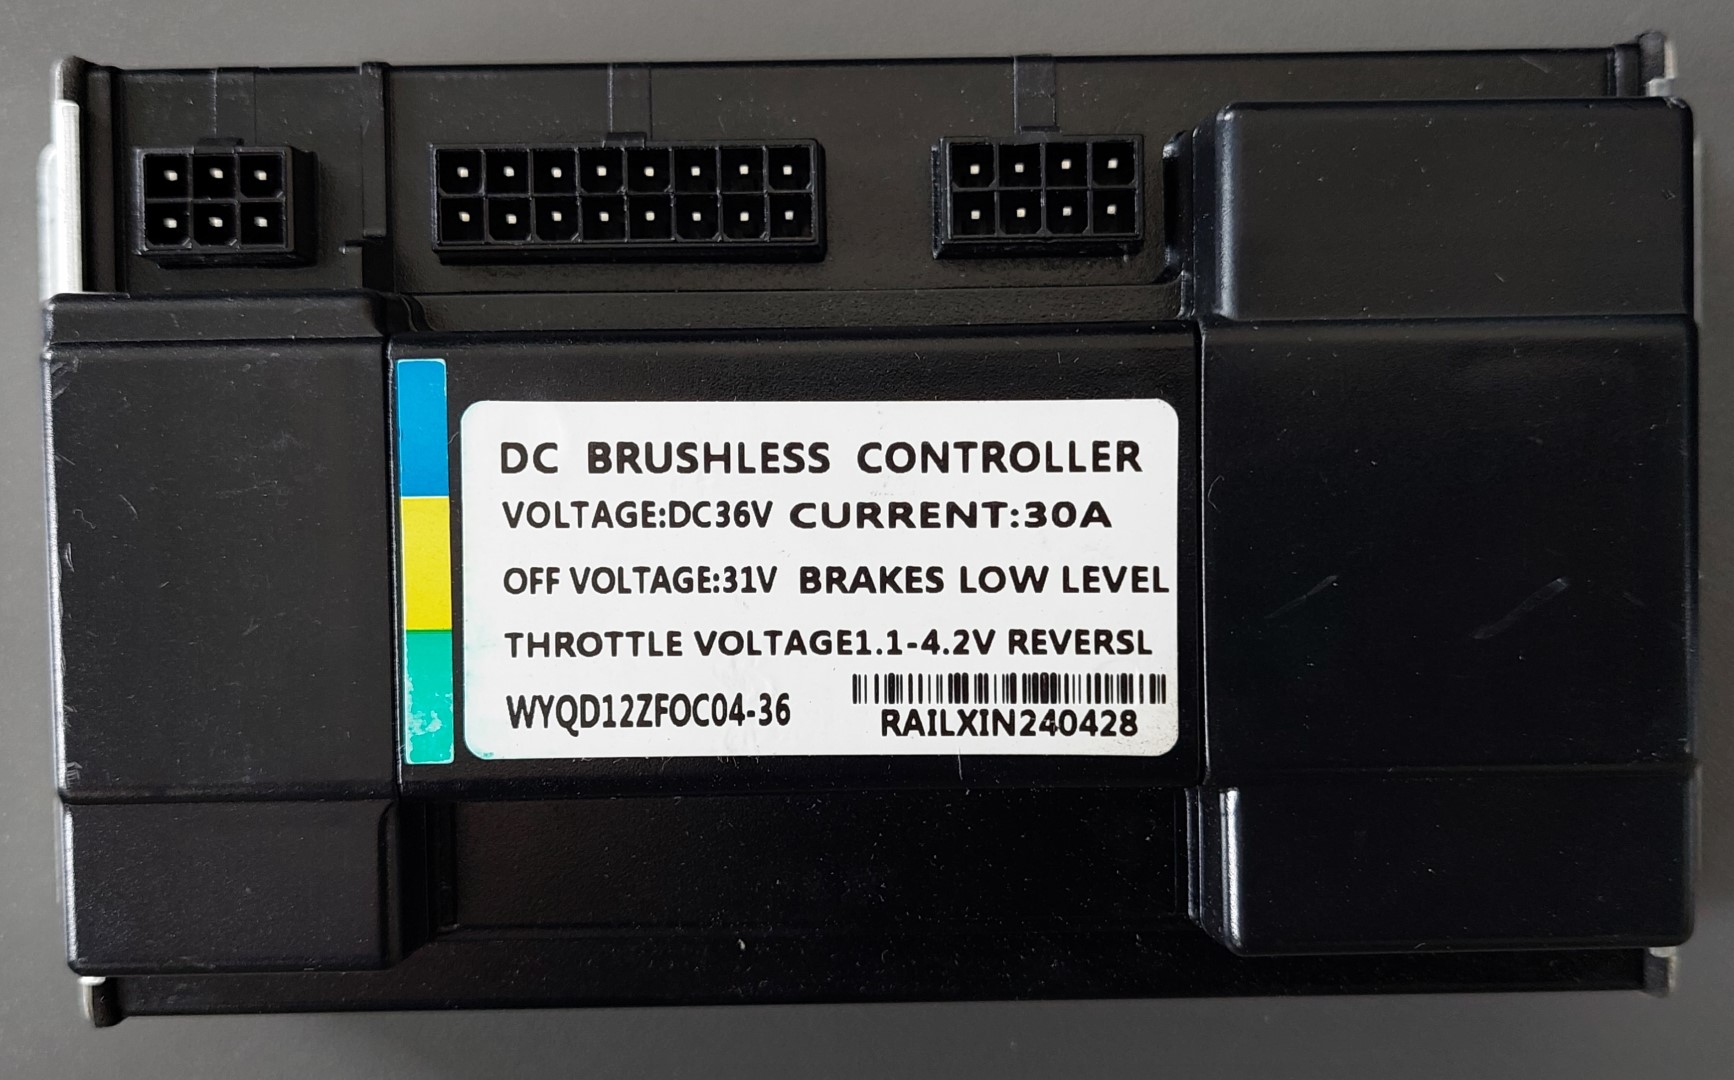 DC BRUSHLESS CONTROLLER
VOLTAGE:DC36V CURRENT:30A
OFF VOLTAGE:31V BRAKES LOW LEVEL
THROTTLE VOLTAGE1.1-4.2V REVERSL
WYQD12ZFOC04-36
RAILXIN240428